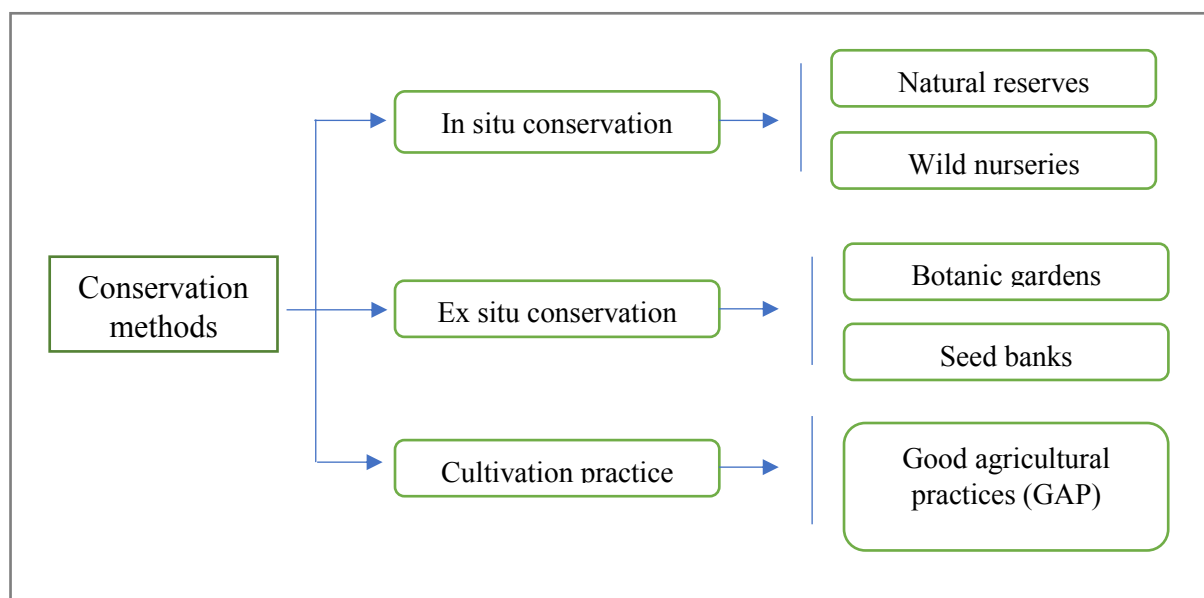 Conservation
methods
In situ conservation
Natural reserves
Wild nurseries
Ex situ conservation
Botanic gardens
Seed banks
Cultivation practice
Good agricultural
practices (GAP)